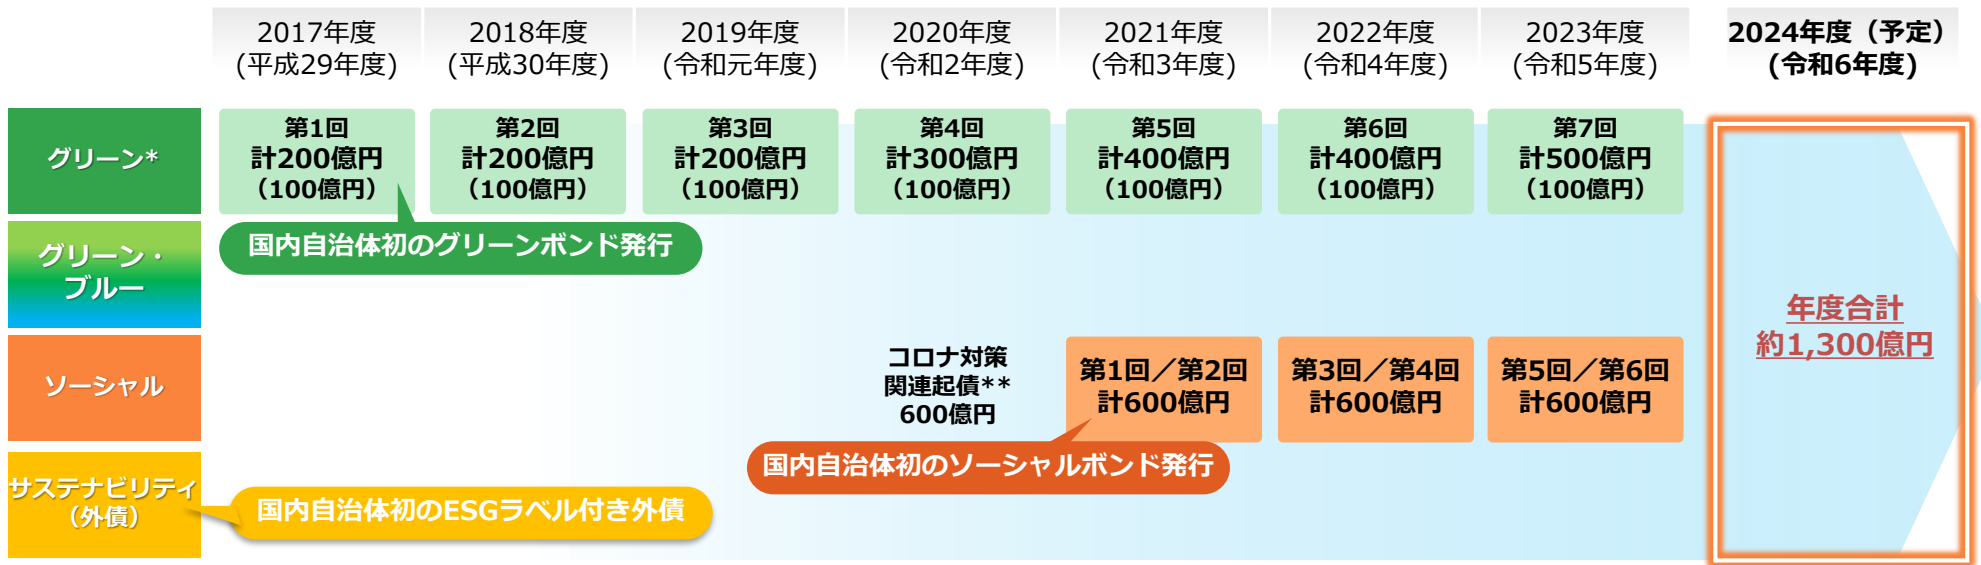 2017年度
(平成29年度)
2018年度
(平成30年度)
2019年度
(令和元年度)
2020年度
(令和2年度)
2021年度
(令和3年度)
2022年度
(令和4年度)
2023年度
(令和5年度)
2024年度（予定）
(令和6年度)
グリーン*
第1回
計200億円
（100億円）
第2回
計200億円
（100億円）
第3回
計200億円
（100億円）
第4回
計300億円
（100億円）
第5回
計400億円
（100億円）
第6回
計400億円
（100億円）
第7回
計500億円
（100億円）
国内自治体初のグリーンボンド発行
グリーン・
ブルー
年度合計
約1,300億円
ソーシャル
コロナ対策
関連起債**
600億円
第1回／第2回
計600億円
第3回／第4回
計600億円
第5回／第6回
計600億円
国内自治体初のソーシャルボンド発行
サステナビリティ
（外債）
国内自治体初のESGラベル付き外債